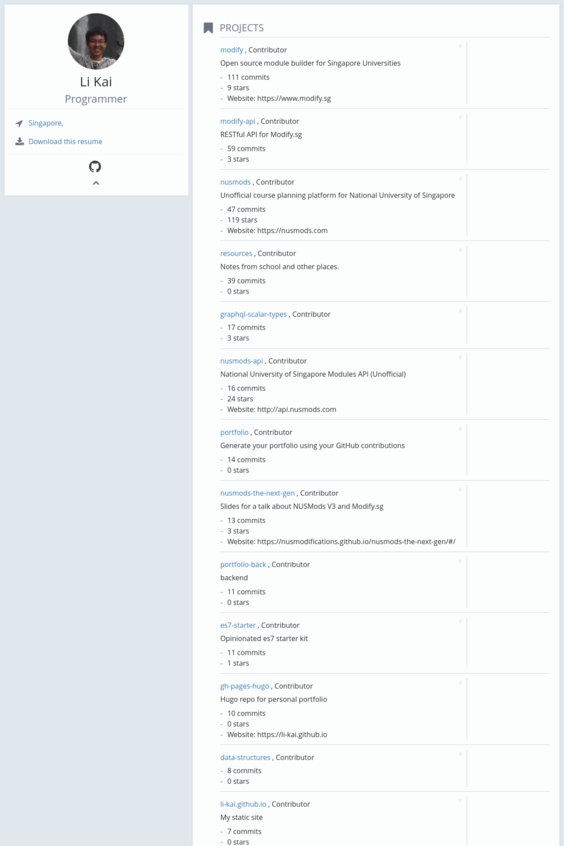 Li Kai
Programmer
Singapore,
Download this resume
PROJECTS
modify , Contributor
Open source module builder for Singapore Universities
- 111 commits
- 9 stars
- Website: https://www.modify.sg
modify-api , Contributor
RESTful API for Modify.sg
- 59 commits
- 3 stars
nusmods , Contributor
Unofficial course planning platform for National University of Singapore
- 47 commits
- 119 stars
- Website: https://nusmods.com
resources , Contributor
Notes from school and other places.
- 39 commits
- 0 stars
graphql-scalar-types , Contributor
- 17 commits
- 3 stars
nusmods-api , Contributor
National University of Singapore Modules API (Unofficial)
- 16 commits
- 24 stars
- Website: http://api.nusmods.com
portfolio , Contributor
Generate your portfolio using your GitHub contributions
- 14 commits
- 0 stars
nusmods-the-next-gen , Contributor
Slides for a talk about NUSMods V3 and Modify.sg
- 13 commits
- 3 stars
- Website: https://nusmodifications.github.io/nusmods-the-next-gen/#/
portfolio-back , Contributor
backend
- 11 commits
- 0 stars
es7-starter , Contributor
Opinionated es7 starter kit
- 11 commits
- 1 stars
gh-pages-hugo , Contributor
Hugo repo for personal portfolio
- 10 commits
- 0 stars
- Website: https://li-kai.github.io
data-structures , Contributor
- 8 commits
- 0 stars
li-kai.github.io , Contributor
My static site
- 7 commits
- 0 stars